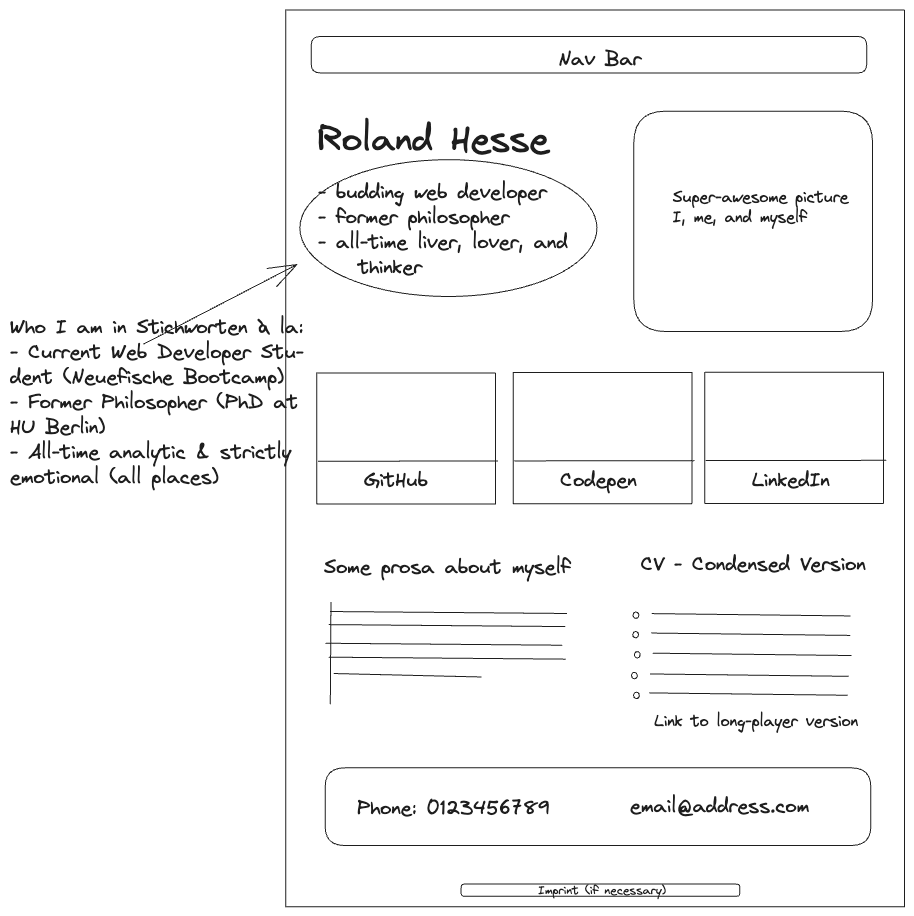 Nav Bar
Roland Hesse
- budding web developer
- former philosopher
- all-time liver, lover, and
thinker
Super-awesome picture
I, me, and myself
Who I am in Stichworten à la:
- Current Web Developer Stu-
dent (Neuefische Bootcamp)
- Former Philosopher (PhD at
HU Berlin)
- All-time analytic & strictly
emotional (all places)
GitHub
Codepen
LinkedIn
Some prosa about myself
CV - Condensed Version
Link to long-player version
Phone: 0123456789
email@address.com
Imprint (if necessary)